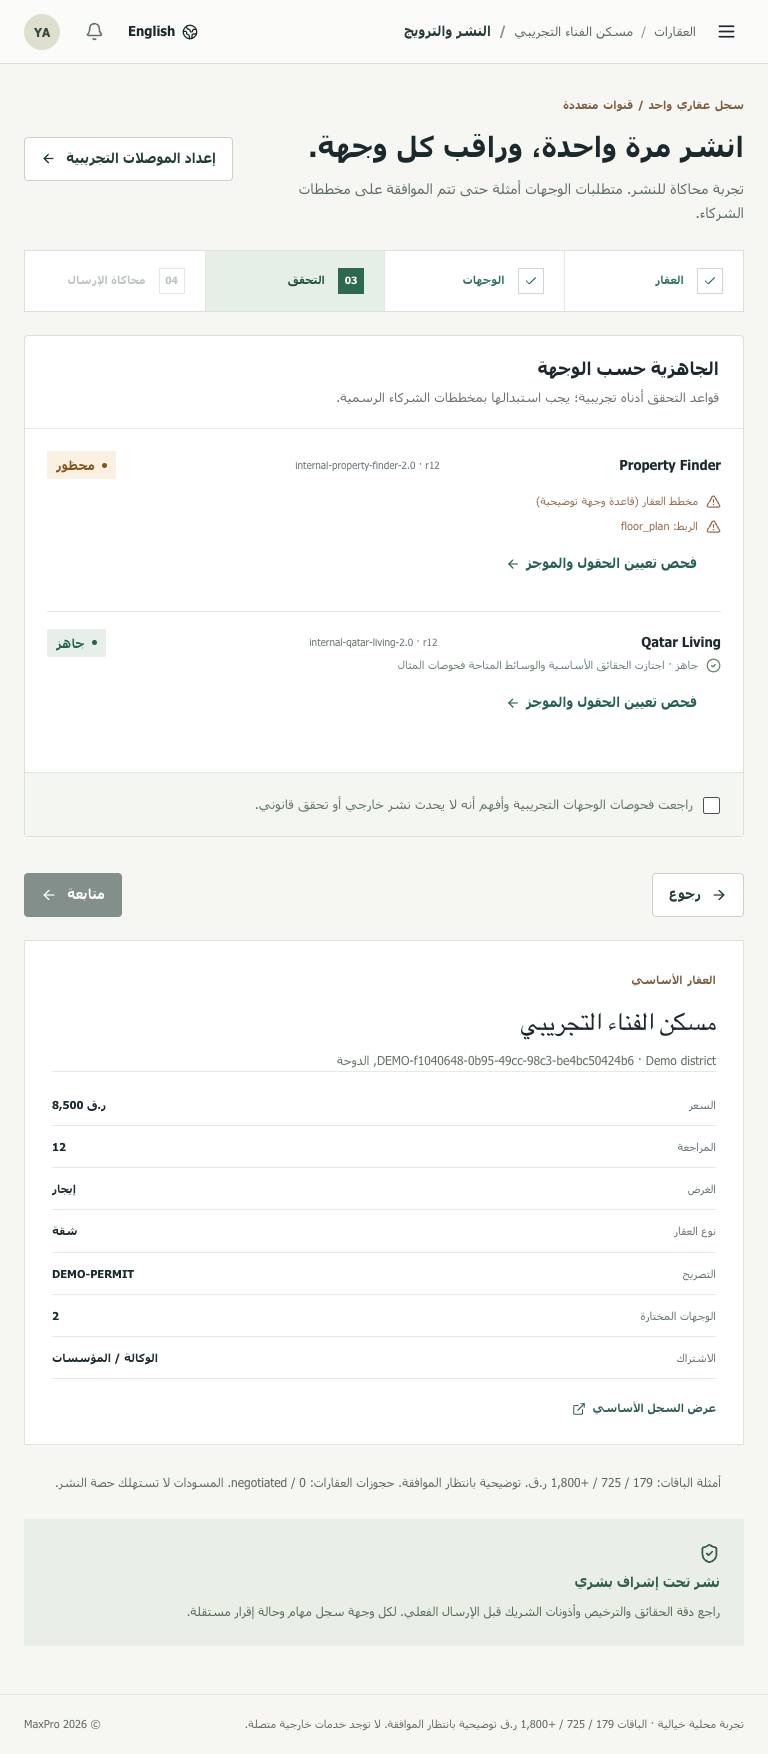 العقارات / مسكن الفناء التجريبي / النشر والترويج
English
YA
سجل عقاري واحد / قنوات متعددة
انشر مرة واحدة، وراقب كل وجهة.
تجربة محاكاة للنشر. متطلبات الوجهات أمثلة حتى تتم الموافقة على مخططات
الشركاء.
إعداد الموصلات التجريبية
العقار
الوجهات
03 التحقق
04 محاكاة الإرسال
الجاهزية حسب الوجهة
قواعد التحقق أدناه تجريبية؛ يجب استبدالها بمخططات الشركاء الرسمية.
Property Finder
internal-property-finder-2.0 · r12
محظور
مخطط العقار (قاعدة وجهة توضيحية)
الربط: floor_plan
فحص تعيين الحقول والموجز
Qatar Living
internal-qatar-living-2.0 · r12
جاهز
جاهز · اجتازت الحقائق الأساسية والوسائط المتاحة فحوصات المثال
فحص تعيين الحقول والموجز
راجعت فحوصات الوجهات التجريبية وأفهم أنه لا يحدث نشر خارجي أو تحقق قانوني.
رجوع
متابعة
العقار الأساسي
مسكن الفناء التجريبي
DEMO-f1040648-0b95-49cc-98c3-be4bc50424b6 · Demo district, الدوحة
السعر
8,500 ر.ق
المراجعة
12
الغرض
إيجار
نوع العقار
شقة
التصريح
DEMO-PERMIT
الوجهات المختارة
2
الاشتراك
الوكالة / المؤسسات
عرض السجل الأساسي
أمثلة الباقات: 179 / 725 / 1,800+ ر.ق. توضيحية بانتظار الموافقة. حجوزات العقارات: 0 / negotiated. المسودات لا تستهلك حصة النشر.
نشر تحت إشراف بشري
راجع دقة الحقائق والترخيص وأذونات الشريك قبل الإرسال الفعلي. لكل وجهة سجل مهام وحالة إقرار مستقلة.
تجربة محلية خيالية · الباقات 179 / 725 / 1,800+ ر.ق توضيحية بانتظار الموافقة. لا توجد خدمات خارجية متصلة.
© 2026 MaxPro